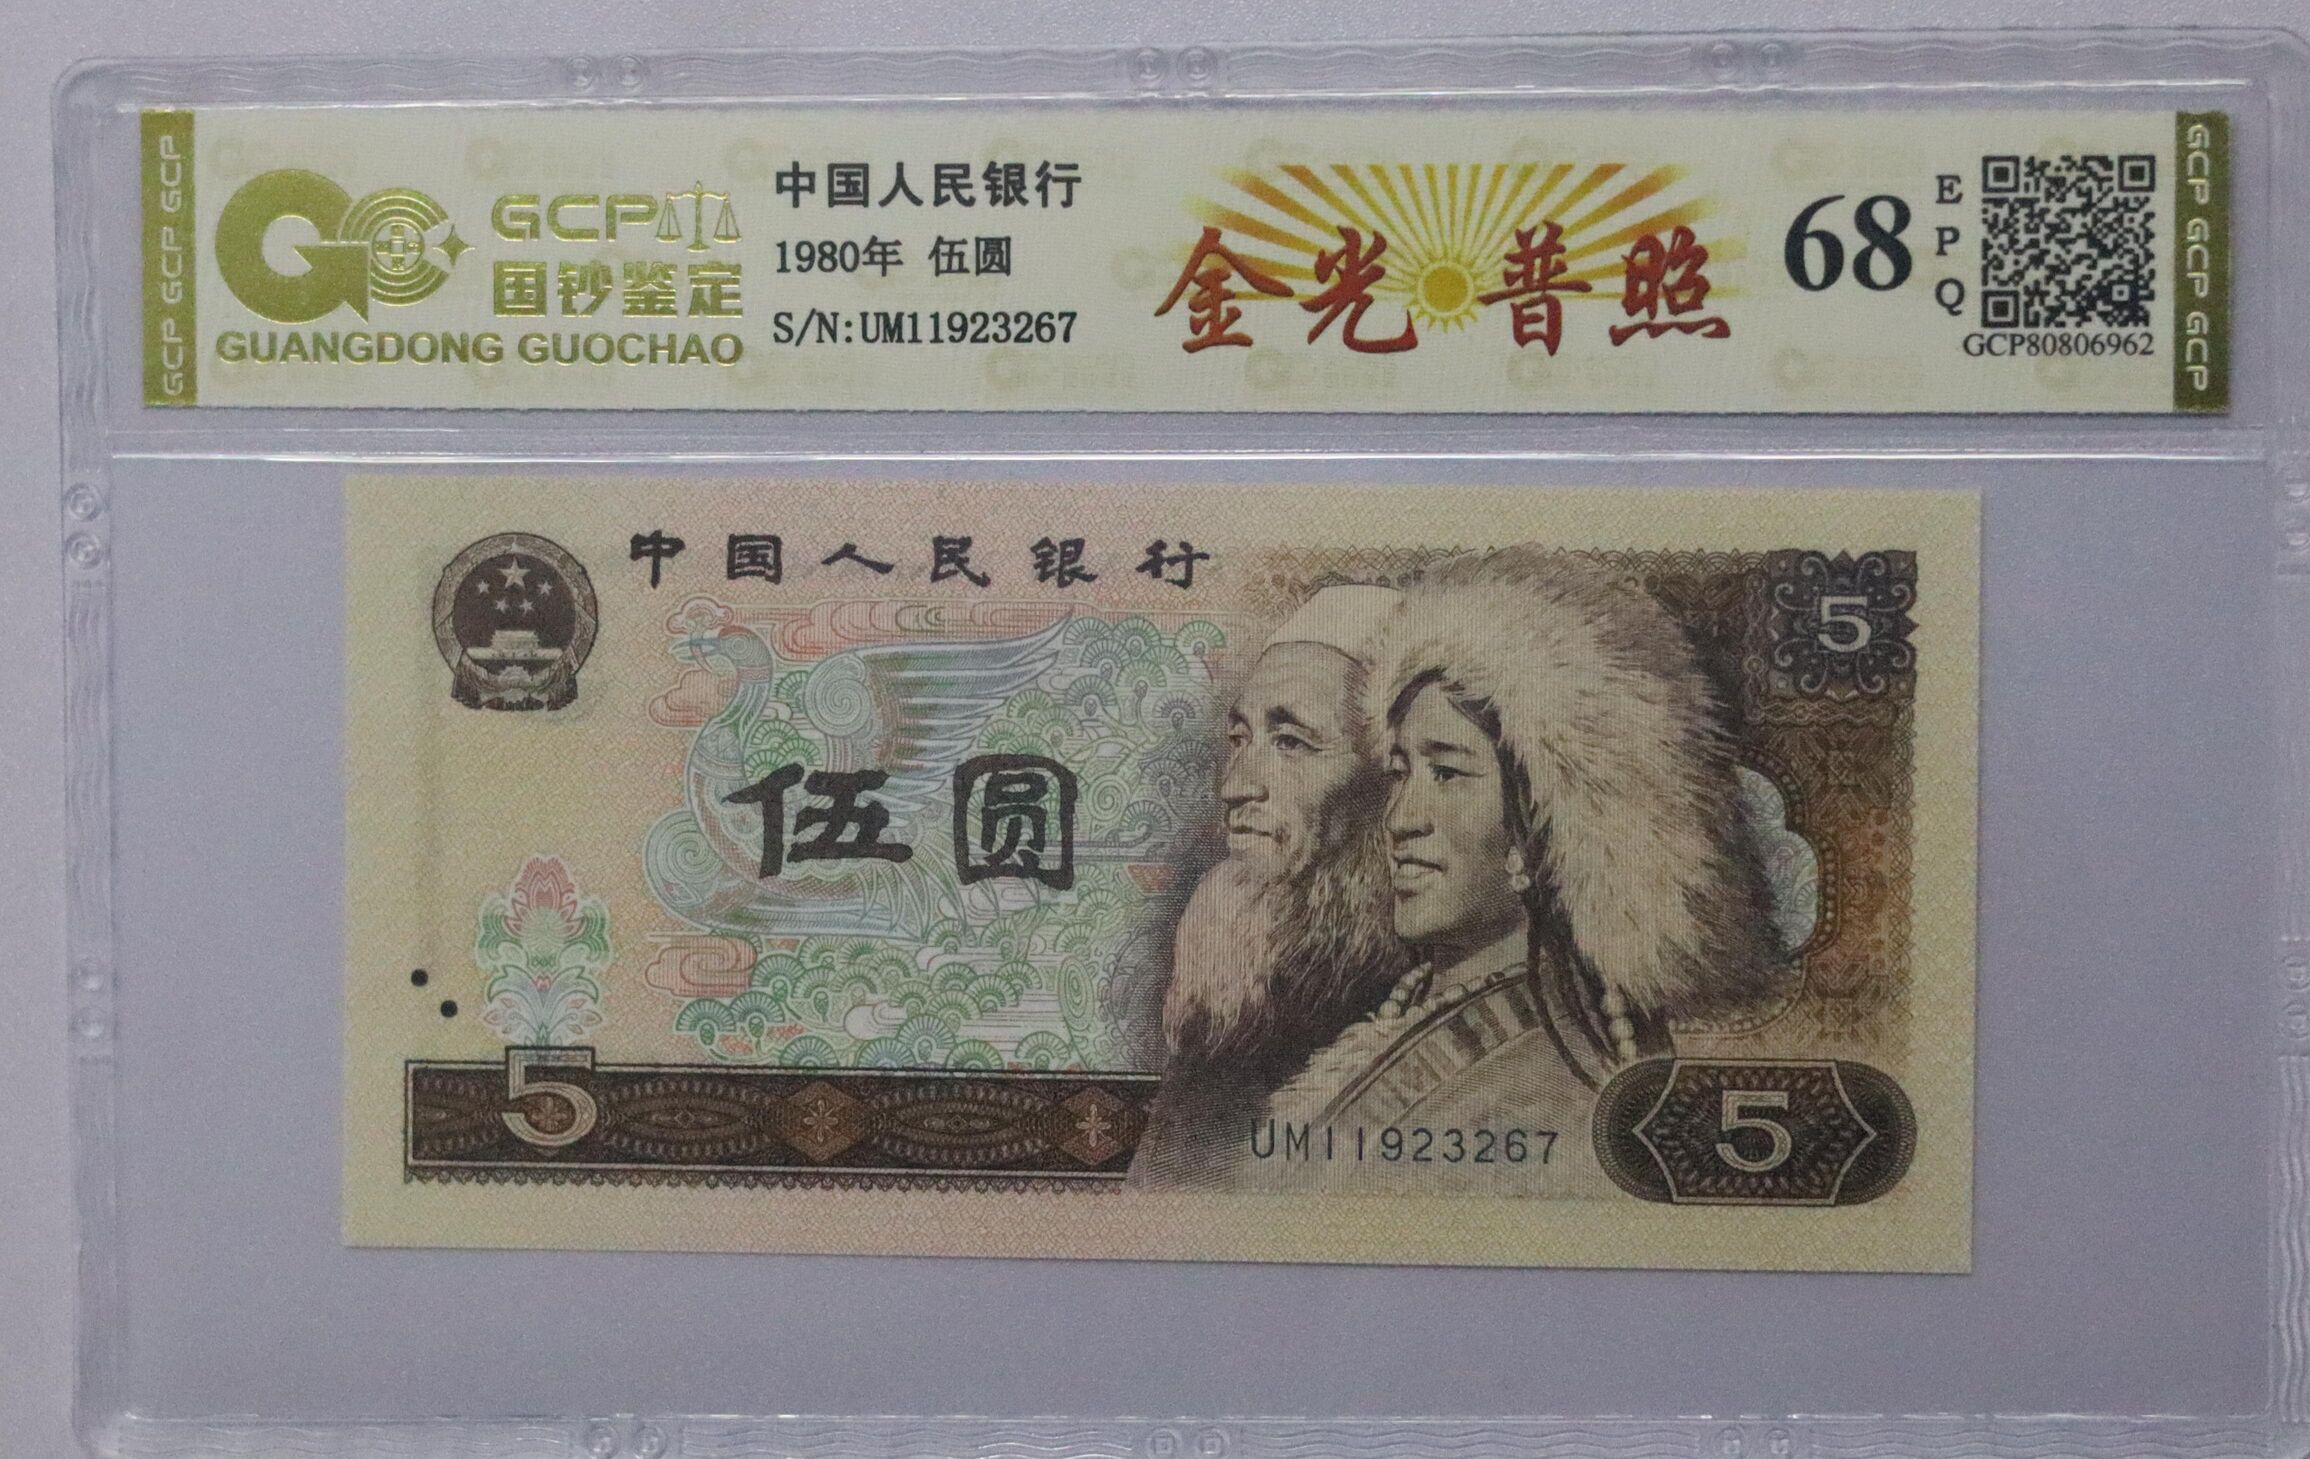 GCP GCP GCP
GCP
国钞鉴定
GUANGDONG GUOCHAO
中国人民银行
1980年 伍圆
S/N:UM11923267
金光普照
68
EPQ
GCP80806962
GCP GCP GCP
中国人民银行
5
伍圆
5
UM11923267
5